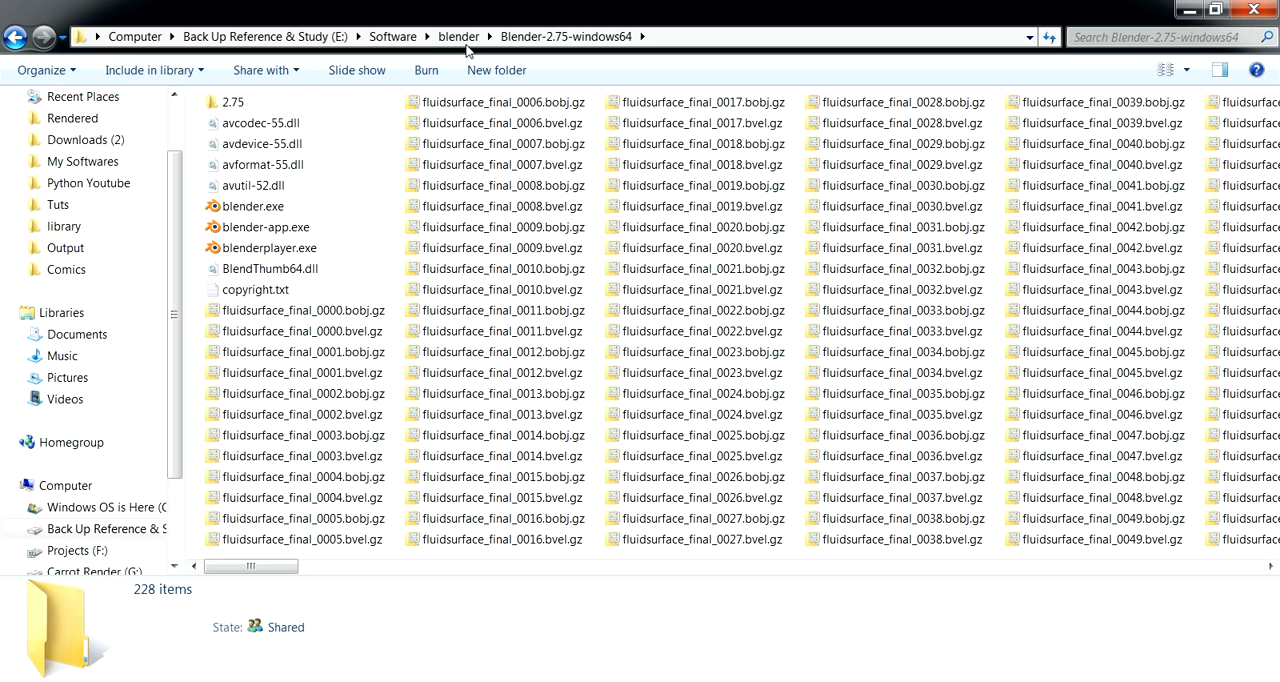 Computer Back Up Reference & Study (E:) Software blender Blender-2.75-windows64
Search Blender-2.75-windows64
Organize Include in library Share with Slide show Burn New folder
Recent Places
Rendered
Downloads (2)
My Softwares
Python Youtube
Tuts
library
Output
Comics
Libraries
Documents
Music
Pictures
Videos
Homegroup
Computer
Windows OS is Here (C
Back Up Reference & S
Projects (F:)
Carrot Render (G:)
2.75
avcodec-55.dll
avdevice-55.dll
avformat-55.dll
avutil-52.dll
blender.exe
blender-app.exe
blenderplayer.exe
BlendThumb64.dll
copyright.txt
fluidsurface_final_0000.bobj.gz
fluidsurface_final_0000.bvel.gz
fluidsurface_final_0001.bobj.gz
fluidsurface_final_0001.bvel.gz
fluidsurface_final_0002.bobj.gz
fluidsurface_final_0002.bvel.gz
fluidsurface_final_0003.bobj.gz
fluidsurface_final_0003.bvel.gz
fluidsurface_final_0004.bobj.gz
fluidsurface_final_0004.bvel.gz
fluidsurface_final_0005.bobj.gz
fluidsurface_final_0005.bvel.gz
fluidsurface_final_0006.bobj.gz
fluidsurface_final_0006.bvel.gz
fluidsurface_final_0007.bobj.gz
fluidsurface_final_0007.bvel.gz
fluidsurface_final_0008.bobj.gz
fluidsurface_final_0008.bvel.gz
fluidsurface_final_0009.bobj.gz
fluidsurface_final_0009.bvel.gz
fluidsurface_final_0010.bobj.gz
fluidsurface_final_0010.bvel.gz
fluidsurface_final_0011.bobj.gz
fluidsurface_final_0011.bvel.gz
fluidsurface_final_0012.bobj.gz
fluidsurface_final_0012.bvel.gz
fluidsurface_final_0013.bobj.gz
fluidsurface_final_0013.bvel.gz
fluidsurface_final_0014.bobj.gz
fluidsurface_final_0014.bvel.gz
fluidsurface_final_0015.bobj.gz
fluidsurface_final_0015.bvel.gz
fluidsurface_final_0016.bobj.gz
fluidsurface_final_0016.bvel.gz
fluidsurface_final_0017.bobj.gz
fluidsurface_final_0017.bvel.gz
fluidsurface_final_0018.bobj.gz
fluidsurface_final_0018.bvel.gz
fluidsurface_final_0019.bobj.gz
fluidsurface_final_0019.bvel.gz
fluidsurface_final_0020.bobj.gz
fluidsurface_final_0020.bvel.gz
fluidsurface_final_0021.bobj.gz
fluidsurface_final_0021.bvel.gz
fluidsurface_final_0022.bobj.gz
fluidsurface_final_0022.bvel.gz
fluidsurface_final_0023.bobj.gz
fluidsurface_final_0023.bvel.gz
fluidsurface_final_0024.bobj.gz
fluidsurface_final_0024.bvel.gz
fluidsurface_final_0025.bobj.gz
fluidsurface_final_0025.bvel.gz
fluidsurface_final_0026.bobj.gz
fluidsurface_final_0026.bvel.gz
fluidsurface_final_0027.bobj.gz
fluidsurface_final_0027.bvel.gz
fluidsurface_final_0028.bobj.gz
fluidsurface_final_0028.bvel.gz
fluidsurface_final_0029.bobj.gz
fluidsurface_final_0029.bvel.gz
fluidsurface_final_0030.bobj.gz
fluidsurface_final_0030.bvel.gz
fluidsurface_final_0031.bobj.gz
fluidsurface_final_0031.bvel.gz
fluidsurface_final_0032.bobj.gz
fluidsurface_final_0032.bvel.gz
fluidsurface_final_0033.bobj.gz
fluidsurface_final_0033.bvel.gz
fluidsurface_final_0034.bobj.gz
fluidsurface_final_0034.bvel.gz
fluidsurface_final_0035.bobj.gz
fluidsurface_final_0035.bvel.gz
fluidsurface_final_0036.bobj.gz
fluidsurface_final_0036.bvel.gz
fluidsurface_final_0037.bobj.gz
fluidsurface_final_0037.bvel.gz
fluidsurface_final_0038.bobj.gz
fluidsurface_final_0038.bvel.gz
fluidsurface_final_0039.bobj.gz
fluidsurface_final_0039.bvel.gz
fluidsurface_final_0040.bobj.gz
fluidsurface_final_0040.bvel.gz
fluidsurface_final_0041.bobj.gz
fluidsurface_final_0041.bvel.gz
fluidsurface_final_0042.bobj.gz
fluidsurface_final_0042.bvel.gz
fluidsurface_final_0043.bobj.gz
fluidsurface_final_0043.bvel.gz
fluidsurface_final_0044.bobj.gz
fluidsurface_final_0044.bvel.gz
fluidsurface_final_0045.bobj.gz
fluidsurface_final_0045.bvel.gz
fluidsurface_final_0046.bobj.gz
fluidsurface_final_0046.bvel.gz
fluidsurface_final_0047.bobj.gz
fluidsurface_final_0047.bvel.gz
fluidsurface_final_0048.bobj.gz
fluidsurface_final_0048.bvel.gz
fluidsurface_final_0049.bobj.gz
fluidsurface_final_0049.bvel.gz
228 items
State: Shared